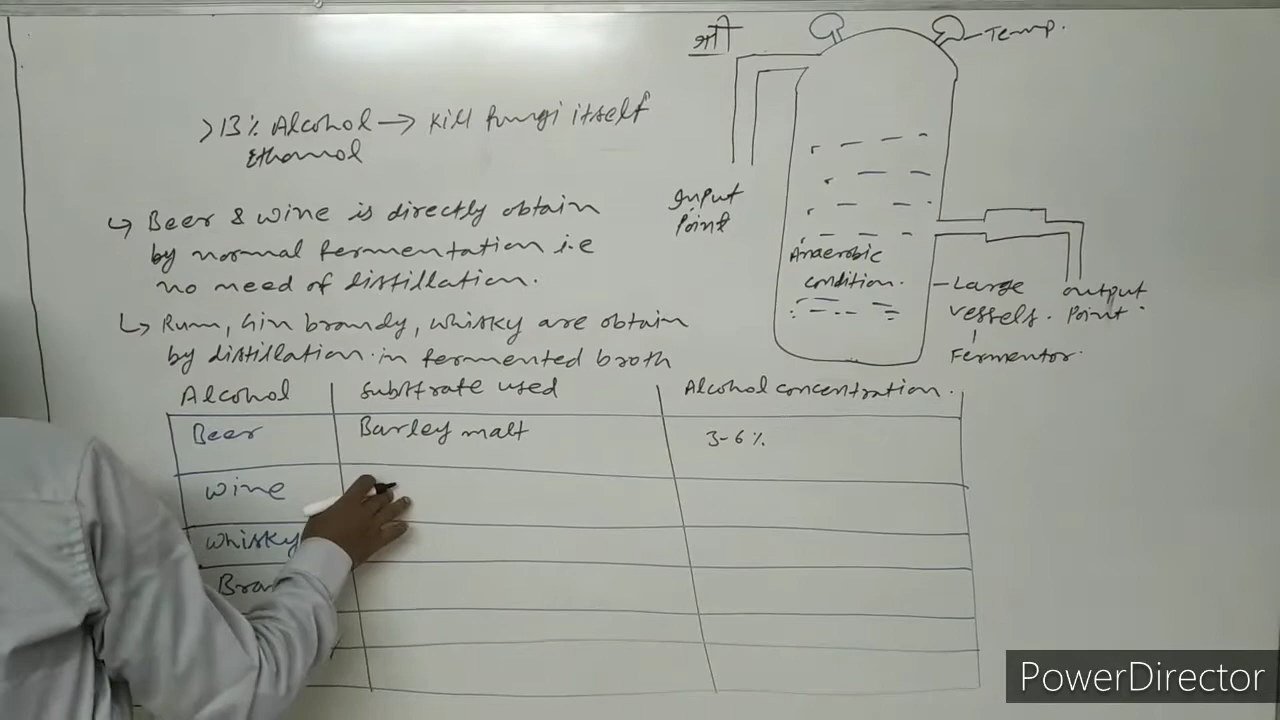 श्री
Temp.
>13% Alcohol → Kill fungi itself
Ethanol
Input
Point
↳ Beer & wine is directly obtain
by normal fermentation i.e
no need of distillation.
↳ Rum, Gin brandy, whisky are obtain
by distillation. in fermented broth
Anaerobic
condition.
- Large
vessels.
Fermentor.
output
Point.
Alcohol Substrate used Alcohol concentration.
Beer Barley malt 3-6%
wine
whisky
Bran
PowerDirector